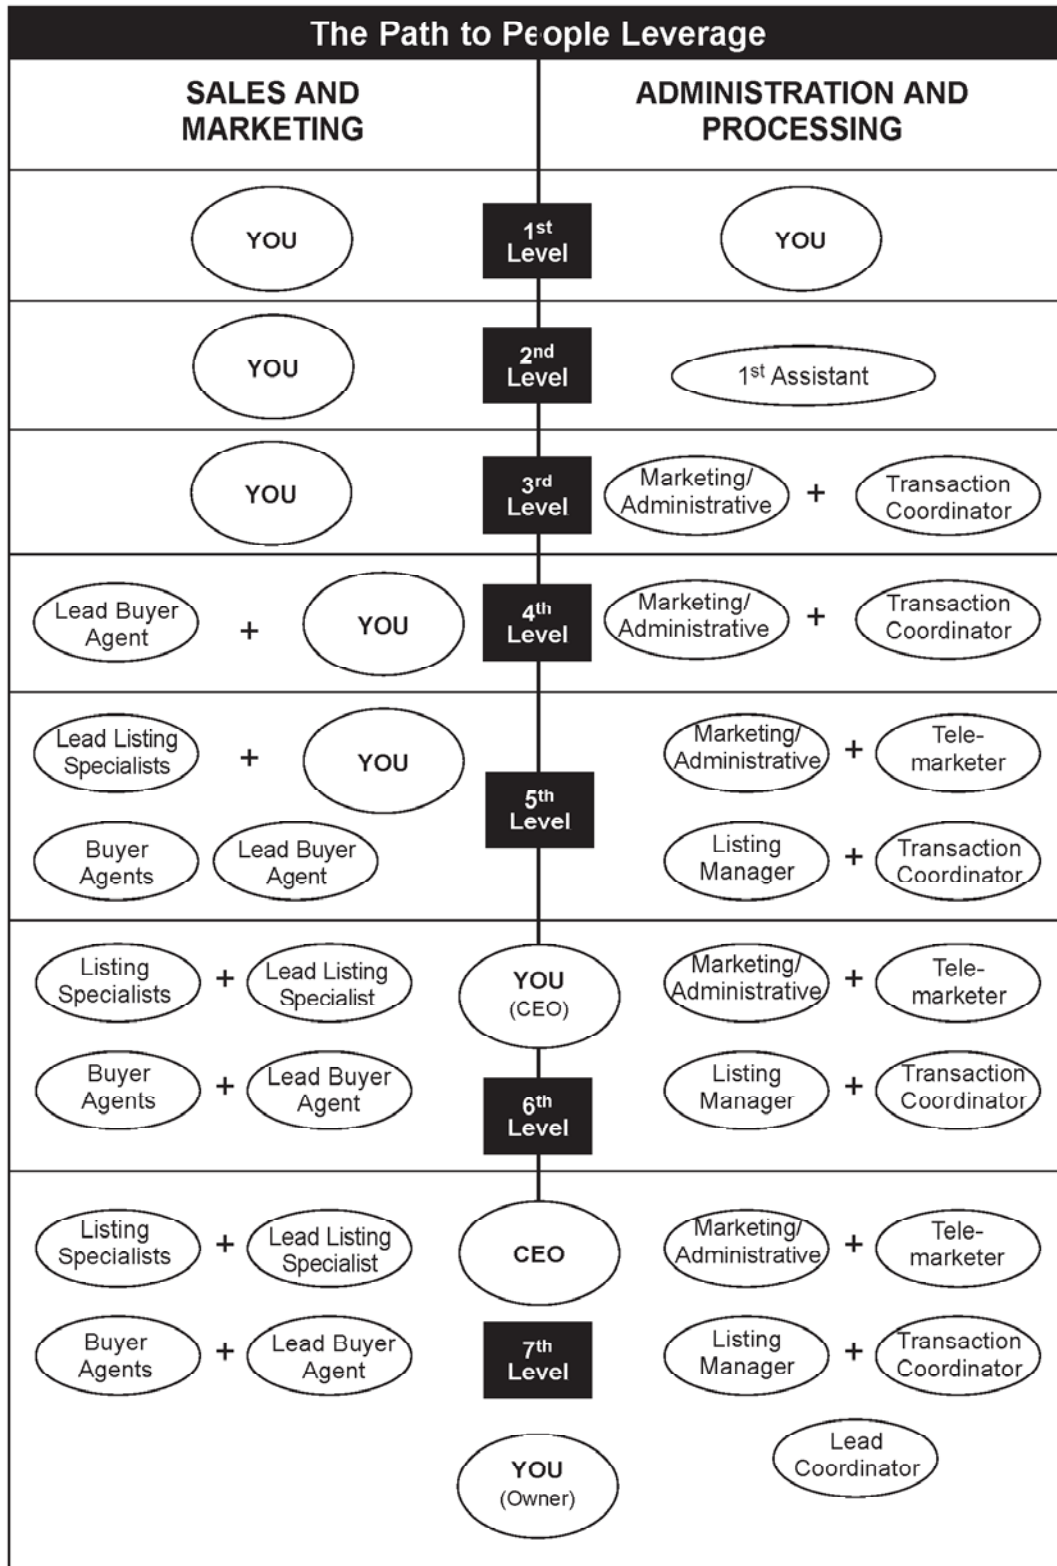 The Path to People Leverage
SALES AND
MARKETING
ADMINISTRATION AND
PROCESSING
YOU
1st
Level
YOU
YOU
2nd
Level
1st Assistant
YOU
3rd
Level
Marketing/
Administrative
+
Transaction
Coordinator
Lead Buyer
Agent
+
YOU
4th
Level
Marketing/
Administrative
+
Transaction
Coordinator
Lead Listing
Specialists
+
YOU
Buyer
Agents
Lead Buyer
Agent
5th
Level
Marketing/
Administrative
+
Tele-
marketer
Listing
Manager
+
Transaction
Coordinator
Listing
Specialists
+
Lead Listing
Specialist
YOU
(CEO)
Marketing/
Administrative
+
Tele-
marketer
Buyer
Agents
+
Lead Buyer
Agent
6th
Level
Listing
Manager
+
Transaction
Coordinator
Listing
Specialists
+
Lead Listing
Specialist
CEO
Marketing/
Administrative
+
Tele-
marketer
Buyer
Agents
+
Lead Buyer
Agent
7th
Level
Listing
Manager
+
Transaction
Coordinator
YOU
(Owner)
Lead
Coordinator